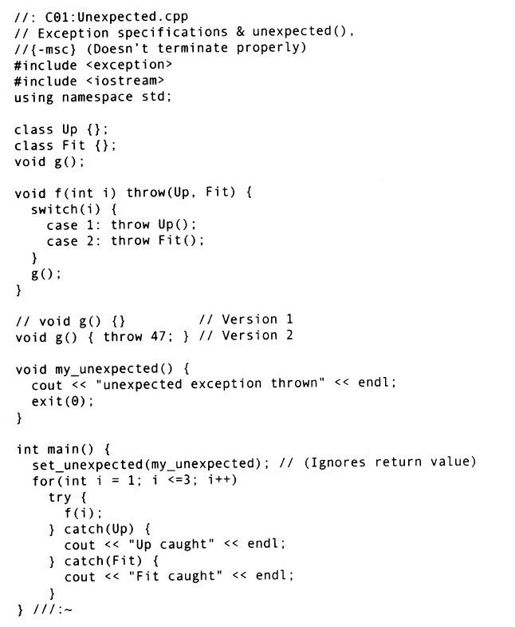 //: C01:Unexpected.cpp
// Exception specifications & unexpected(),
//{-msc} (Doesn't terminate properly)
#include <exception>
#include <iostream>
using namespace std;

class Up {};
class Fit {};
void g();

void f(int i) throw(Up, Fit) {
  switch(i) {
    case 1: throw Up();
    case 2: throw Fit();
  }
  g();
}

// void g() {}         // Version 1
void g() { throw 47; } // Version 2

void my_unexpected() {
  cout << "unexpected exception thrown" << endl;
  exit(0);
}

int main() {
  set_unexpected(my_unexpected); // (Ignores return value)
  for(int i = 1; i <=3; i++)
    try {
      f(i);
    } catch(Up) {
      cout << "Up caught" << endl;
    } catch(Fit) {
      cout << "Fit caught" << endl;
    }
} ///:~